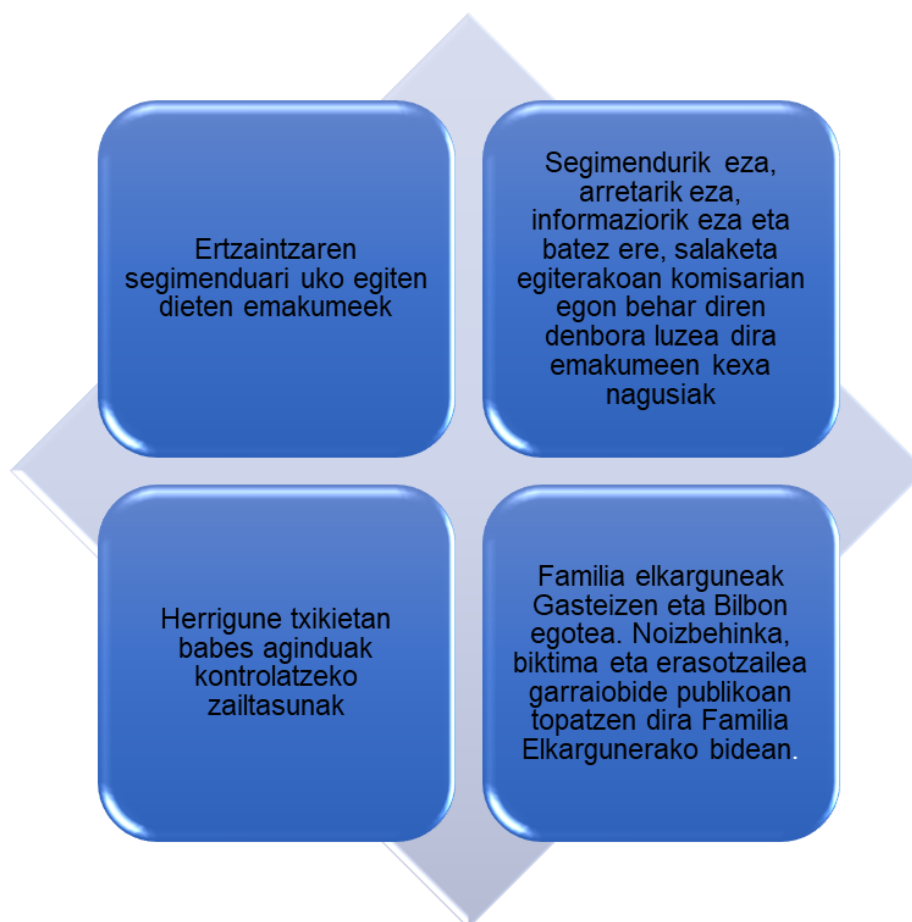 Ertzaintzaren
segimenduari uko egiten
dieten emakumeek
Segimendurik eza,
arretarik eza,
informaziorik eza eta
batez ere, salaketa
egiterakoan komisarian
egon behar diren
denbora luzea dira
emakumeen kexa
nagusiak
Herrigune txikietan
babes aginduak
kontrolatzeko
zailtasunak
Familia elkarguneak
Gasteizen eta Bilbon
egotea. Noizbehinka,
biktima eta erasotzailea
garraiobide publikoan
topatzen dira Familia
Elkargunerako bidean.